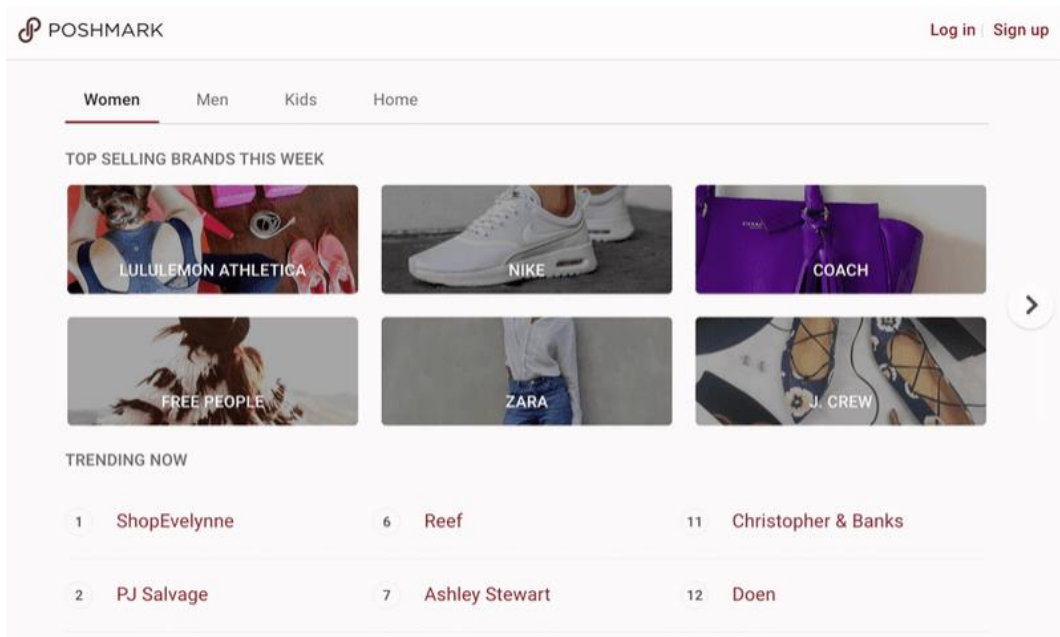 POSHMARK
Log in | Sign up
Women Men Kids Home
TOP SELLING BRANDS THIS WEEK
LULULEMON ATHLETICA NIKE COACH
FREE PEOPLE ZARA J. CREW
TRENDING NOW
1 ShopEvelynne 6 Reef 11 Christopher & Banks
2 PJ Salvage 7 Ashley Stewart 12 Doen